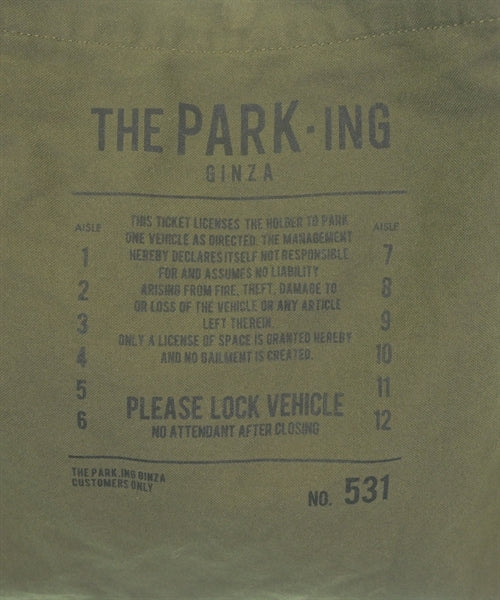 THE PARK·ING
GINZA
AISLE
1
2
3
4
5
6
THIS TICKET LICENSES THE HOLDER TO PARK
ONE VEHICLE AS DIRECTED. THE MANAGEMENT
HEREBY DECLARES ITSELF NOT RESPONSIBLE
FOR AND ASSUMES NO LIABILITY
ARISING FROM FIRE, THEFT, DAMAGE TO
OR LOSS OF THE VEHICLE OR ANY ARTICLE
LEFT THEREIN.
ONLY A LICENSE OF SPACE IS GRANTED HEREBY
AND NO BAILMENT IS CREATED.
PLEASE LOCK VEHICLE
NO ATTENDANT AFTER CLOSING
AISLE
7
8
9
10
11
12
THE PARK.ING GINZA
CUSTOMERS ONLY
NO. 531